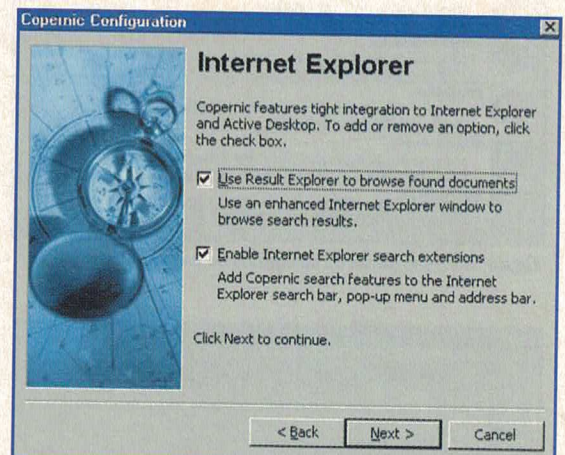 Copernic Configuration
Internet Explorer
Copernic features tight integration to Internet Explorer
and Active Desktop. To add or remove an option, click
the check box.
Use Result Explorer to browse found documents
Use an enhanced Internet Explorer window to
browse search results.
Enable Internet Explorer search extensions
Add Copernic search features to the Internet
Explorer search bar, pop-up menu and address bar.
Click Next to continue.
< Back Next > Cancel